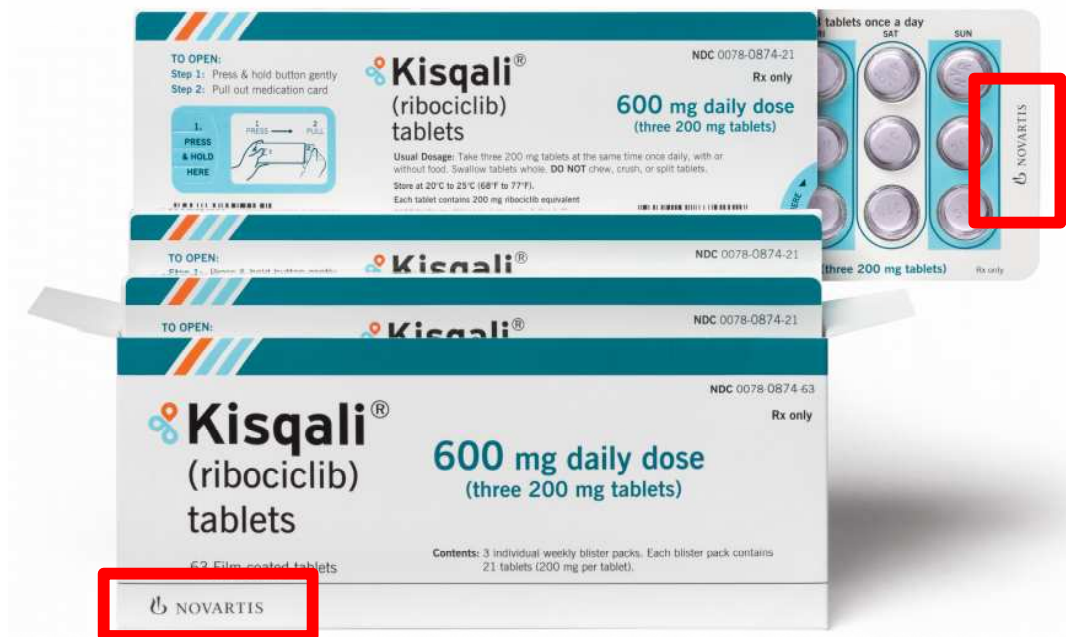 TO OPEN:
Step 1: Press & hold button gently
Step 2: Pull out medication card
1.
PRESS
& HOLD
HERE
1
PRESS
2
PULL
Kisqali®
(ribociclib)
tablets
NDC 0078-0874-21
Rx only
600 mg daily dose
(three 200 mg tablets)
Usual Dosage: Take three 200 mg tablets at the same time once daily, with or
without food. Swallow tablets whole. DO NOT chew, crush, or split tablets.
Store at 20°C to 25°C (68°F to 77°F).
Each tablet contains 200 mg ribociclib equivalent
tablets once a day
SAT
SUN
NOVARTIS
(three 200 mg tablets)
Rx only
TO OPEN:
Step 1: Press & hold button gently
Kisqali®
NDC 0078-0874-21
TO OPEN:
Kisqali®
NDC 0078-0874-21
NDC 0078-0874-63
Rx only
Kisqali®
(ribociclib)
tablets
600 mg daily dose
(three 200 mg tablets)
63 Film-coated tablets
Contents: 3 individual weekly blister packs. Each blister pack contains
21 tablets (200 mg per tablet).
NOVARTIS